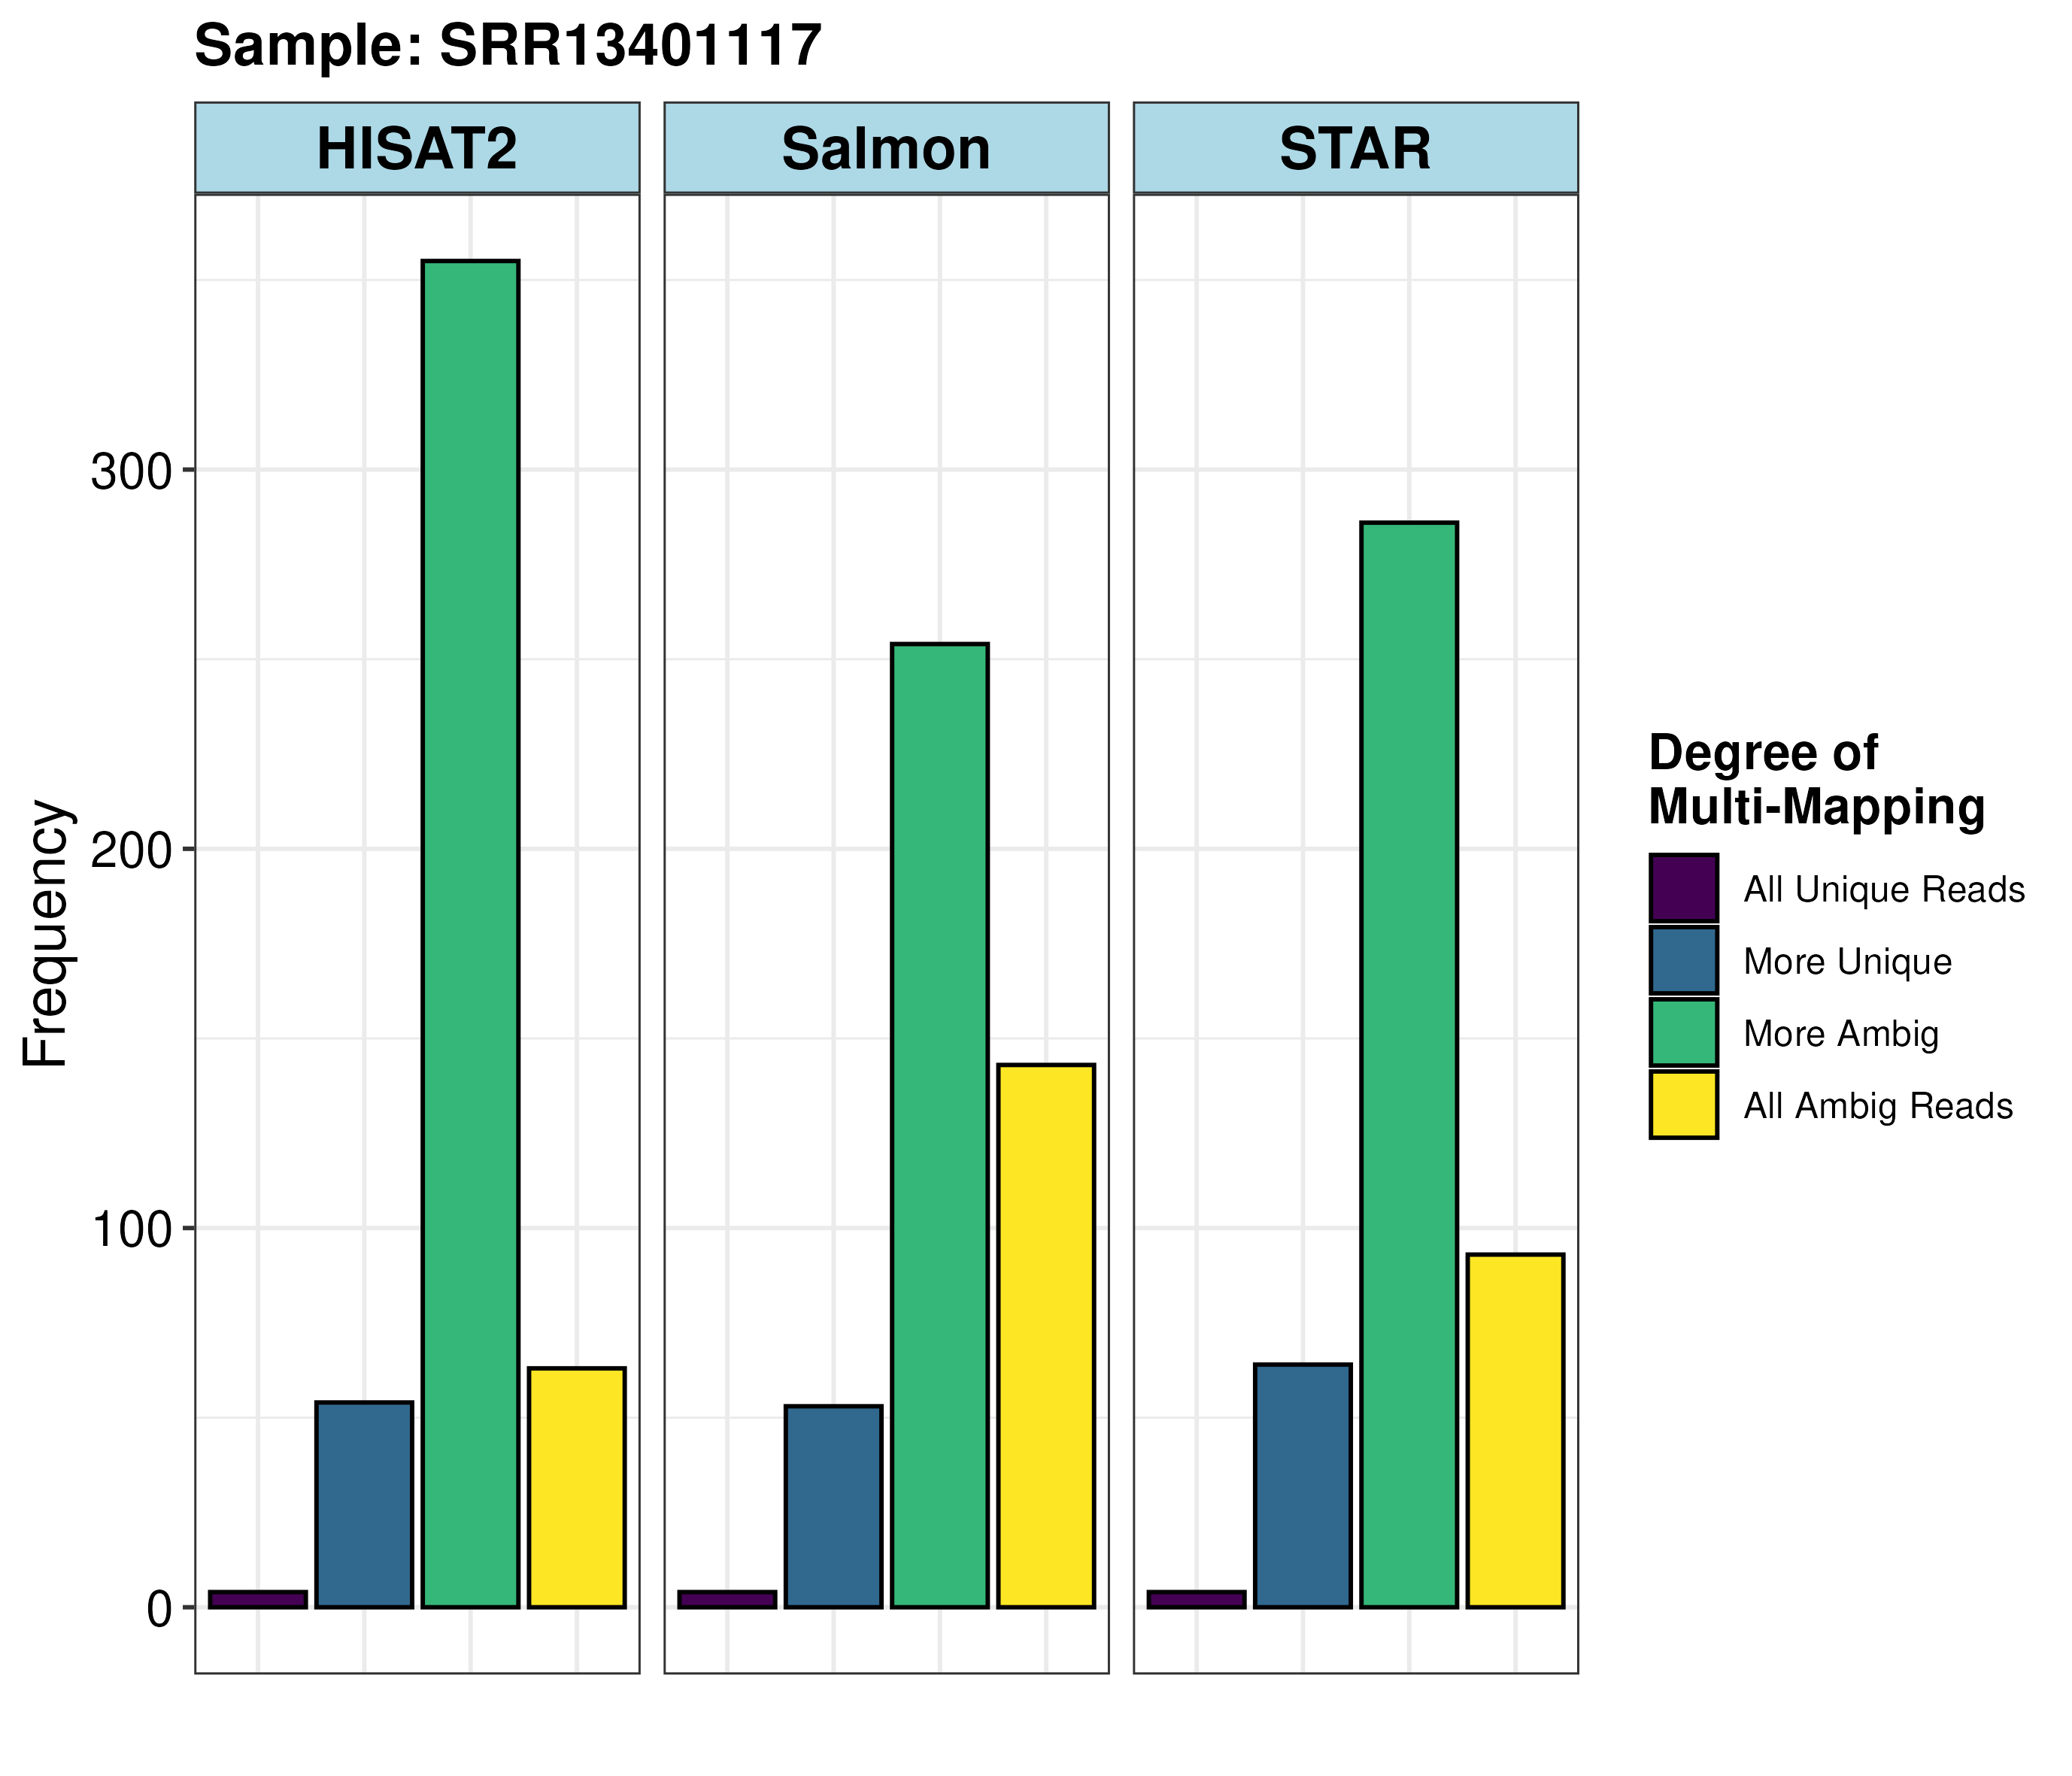 Sample: SRR13401117
HISAT2
Salmon
STAR
Frequency
300
200
100
0
Degree of
Multi-Mapping
All Unique Reads
More Unique
More Ambig
All Ambig Reads